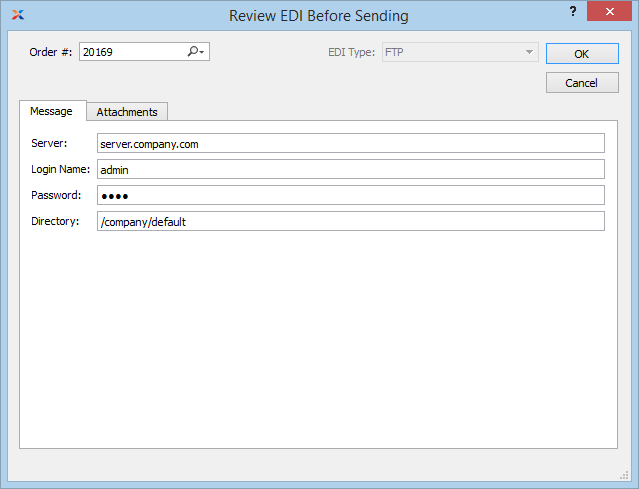 Review EDI Before Sending ?
Order #: 20169 EDI Type: FTP OK
Cancel
Message Attachments
Server: server.company.com
Login Name: admin
Password: ●●●●
Directory: /company/default